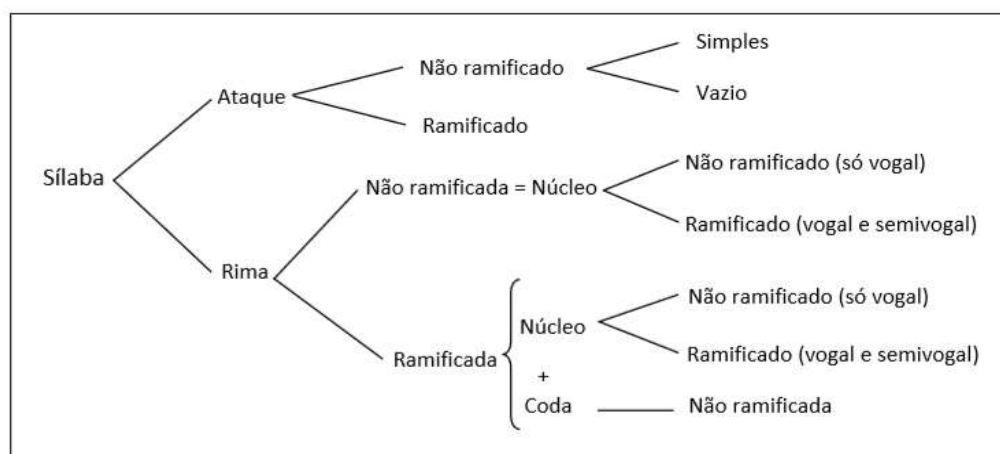 Simples
Não ramificado
Vazio
Ataque
Ramificado
Sílaba
Não ramificado (só vogal)
Não ramificada = Núcleo
Ramificado (vogal e semivogal)
Rima
Não ramificado (só vogal)
Núcleo
Ramificado (vogal e semivogal)
Ramificada
+
Coda
Não ramificada